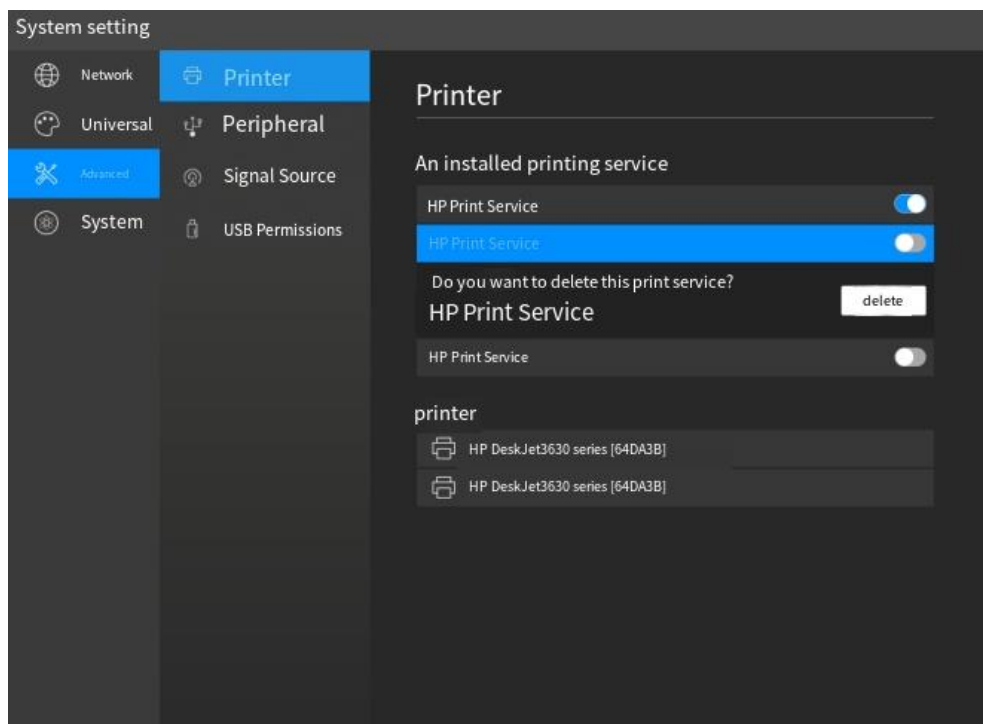 System setting
Network
Universal
Advanced
System
Printer
Peripheral
Signal Source
USB Permissions
Printer
An installed printing service
HP Print Service
HP Print Service
Do you want to delete this print service?
HP Print Service
delete
HP Print Service
printer
HP DeskJet3630 series [64DA3B]
HP DeskJet3630 series [64DA3B]